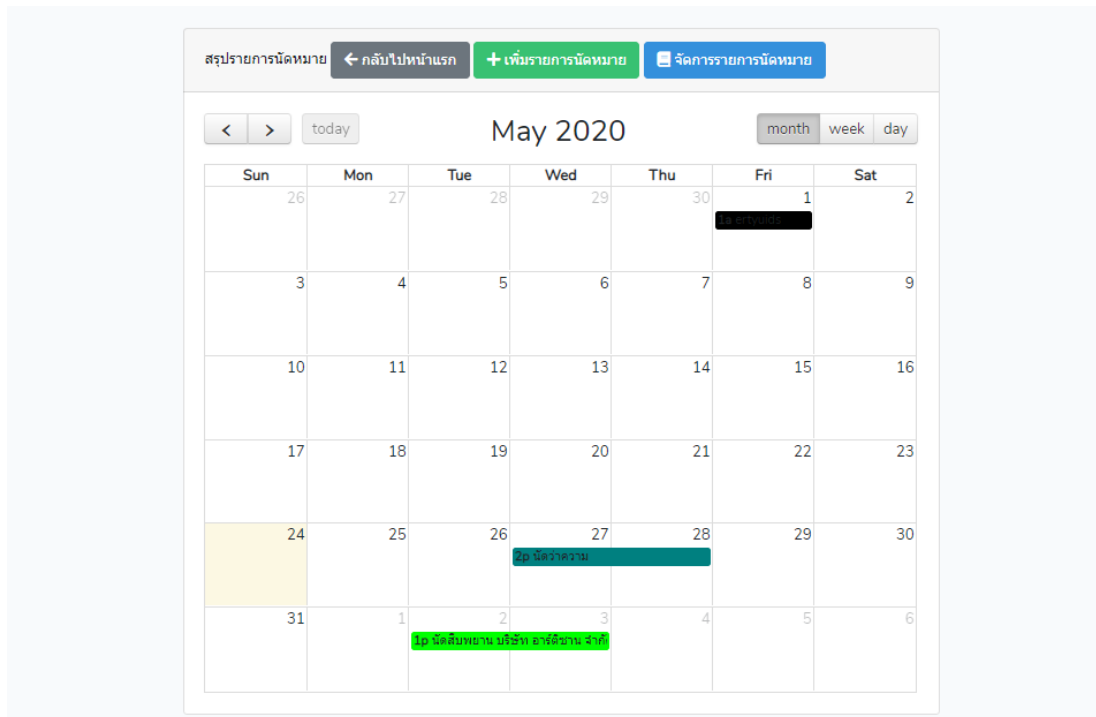 สรุปรายการนัดหมาย กลับไปหน้าแรก เพิ่มรายการนัดหมาย จัดการรายการนัดหมาย
today May 2020 month week day
Sun Mon Tue Wed Thu Fri Sat
26 27 28 29 30 1 2
1a ertyuids
3 4 5 6 7 8 9
10 11 12 13 14 15 16
17 18 19 20 21 22 23
24 25 26 27 28 29 30
2p นัดว่าความ
31 1 2 3 4 5 6
1p นัดสืบพยาน บริษัท อาร์ติซาน จำกั